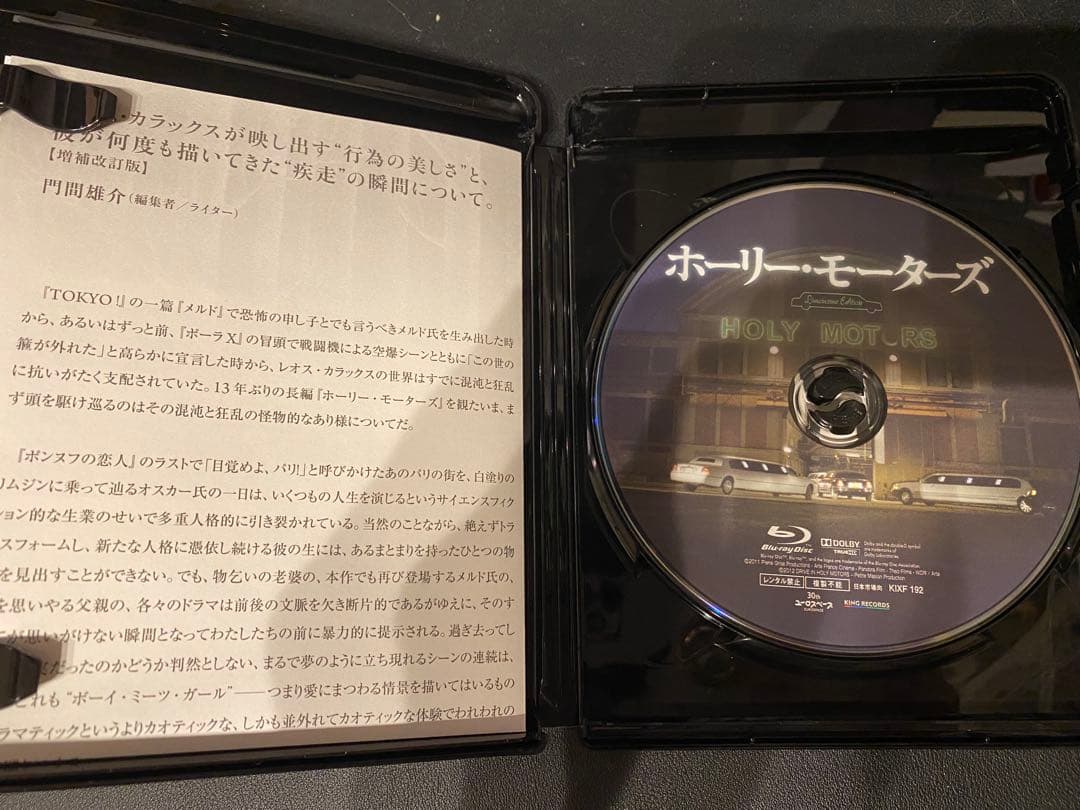 ・カラックスが映し出す“行為の美しさ”と、
彼が何度も描いてきた“疾走”の瞬間について。
【増補改訂版】
門間雄介（編集者／ライター）
『TOKYO！』の一篇『メルド』で恐怖の申し子とでも言うべきメルド氏を生み出した時
から、あるいはずっと前、『ポーラX』の冒頭で戦闘機による空爆シーンとともに「この世の
箍が外れた」と高らかに宣言した時から、レオス・カラックスの世界はすでに混沌と狂乱
に抗いがたく支配されていた。13年ぶりの長編『ホーリー・モーターズ』を観たいま、ま
ず頭を駆け巡るのはその混沌と狂乱の怪物的なあり様についてだ。
『ポンヌフの恋人』のラストで「目覚めよ、パリ！」と呼びかけたあのパリの街を、白塗りの
リムジンに乗って辿るオスカー氏の一日は、いくつもの人生を演じるというサイエンスフィク
ション的な生業のせいで多重人格的に引き裂かれている。当然のことながら、絶えずトラ
スフォームし、新たな人格に憑依し続ける彼の生には、あるまとまりを持ったひとつの物
を見出すことができない。でも、物乞いの老婆の、本作でも再び登場するメルド氏の、
を思いやる父親の、各々のドラマは前後の文脈を欠き断片的であるがゆえに、そのす
が思いがけない瞬間となってわたしたちの前に暴力的に提示される。過ぎ去ってし
だったのかどうか判然としない、まるで夢のように立ち現れるシーンの連続は、
これも“ボーイ・ミーツ・ガール”――つまり愛にまつわる情景を描いてはいるもの
ラマティックというよりカオティックな、しかも並外れてカオティックな体験でわれわれの
ホーリー・モーターズ
Limousine Edition
HOLY MOTORS
Blu-ray Disc
DOLBY TRUEHD
Dolby and the double-D symbol
are trademarks of
Dolby Laboratories.
レンタル禁止 複製不能 日本市場向 KIXF 192
30th
ユーロスペース
KING RECORDS